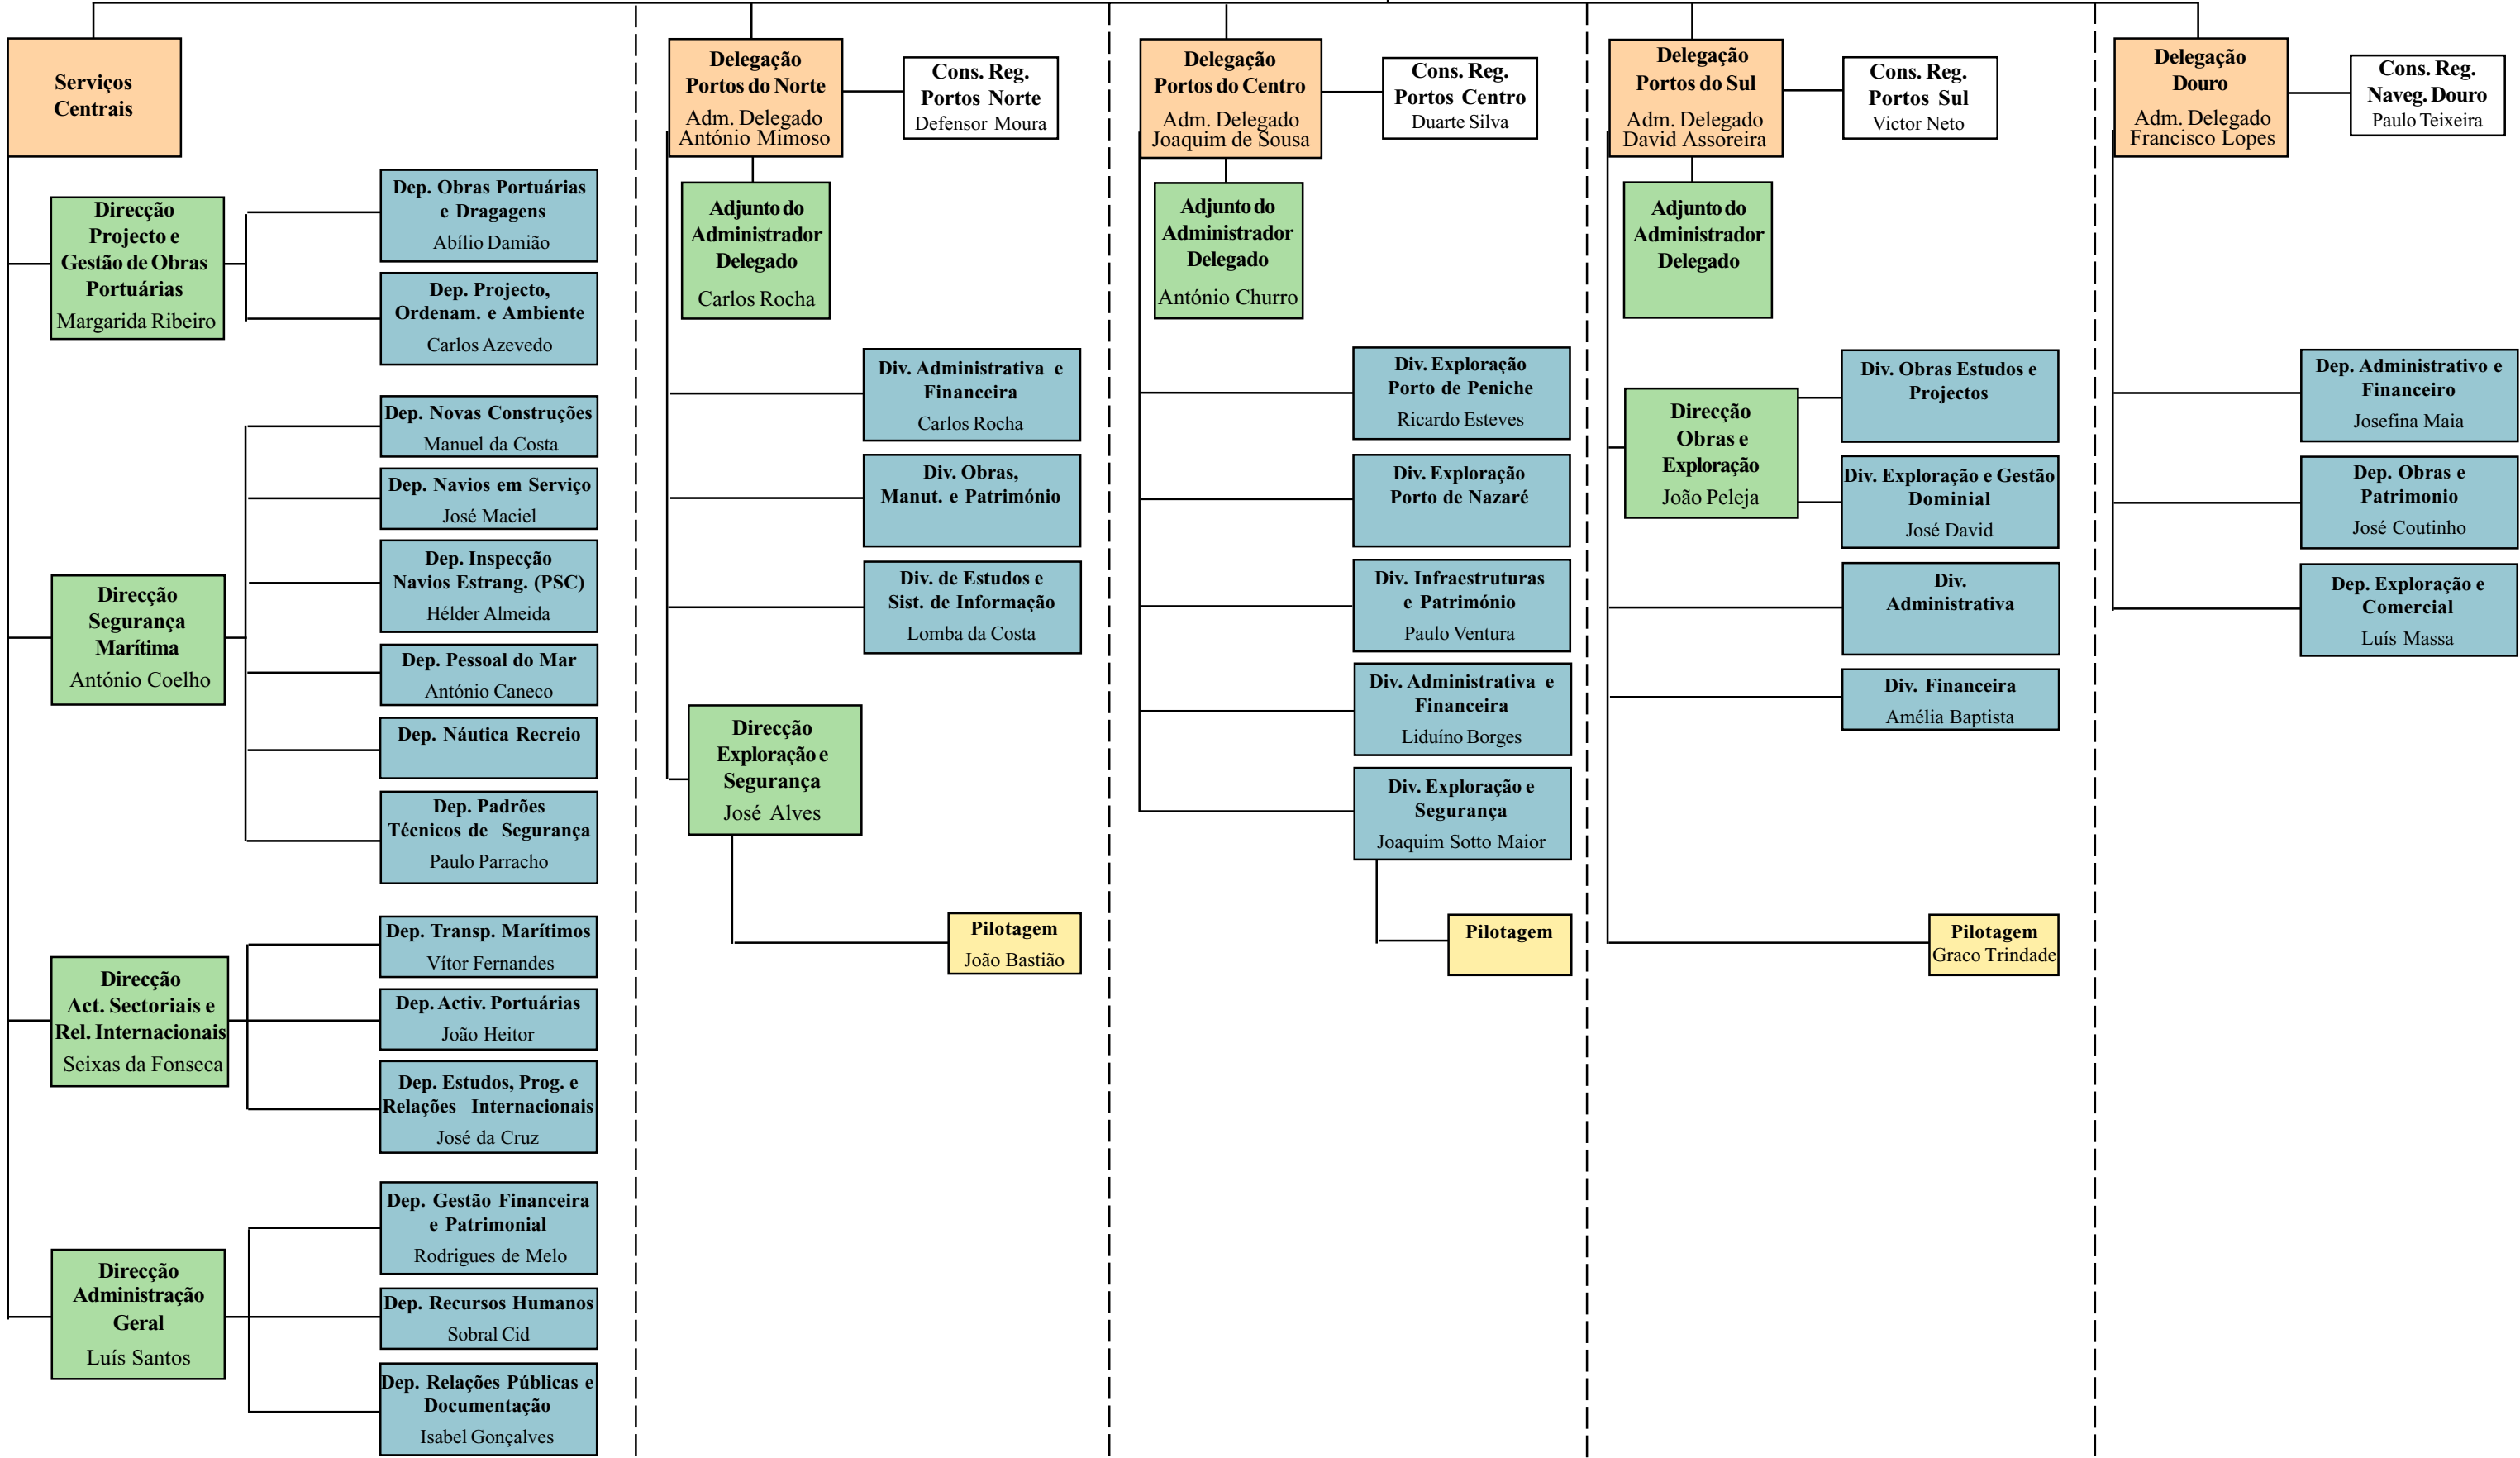 Serviços
Centrais
Direcção
Projecto e
Gestão de Obras
Portuárias
Margarida Ribeiro
Dep. Obras Portuárias
e Dragagens
Abílio Damião
Dep. Projecto,
Ordenam. e Ambiente
Carlos Azevedo
Direcção
Segurança
Marítima
António Coelho
Dep. Novas Construções
Manuel da Costa
Dep. Navios em Serviço
José Maciel
Dep. Inspecção
Navios Estrang. (PSC)
Hélder Almeida
Dep. Pessoal do Mar
António Caneco
Dep. Náutica Recreio
Dep. Padrões
Técnicos de Segurança
Paulo Parracho
Direcção
Act. Sectoriais e
Rel. Internacionais
Seixas da Fonseca
Dep. Transp. Marítimos
Vítor Fernandes
Dep. Activ. Portuárias
João Heitor
Dep. Estudos, Prog. e
Relações Internacionais
José da Cruz
Direcção
Administração
Geral
Luís Santos
Dep. Gestão Financeira
e Patrimonial
Rodrigues de Melo
Dep. Recursos Humanos
Sobral Cid
Dep. Relações Públicas e
Documentação
Isabel Gonçalves
Delegação
Portos do Norte
Adm. Delegado
António Mimoso
Cons. Reg.
Portos Norte
Defensor Moura
Adjunto do
Administrador
Delegado
Carlos Rocha
Div. Administrativa e
Financeira
Carlos Rocha
Div. Obras,
Manut. e Património
Div. de Estudos e
Sist. de Informação
Lomba da Costa
Direcção
Exploração e
Segurança
José Alves
Pilotagem
João Bastião
Delegação
Portos do Centro
Adm. Delegado
Joaquim de Sousa
Cons. Reg.
Portos Centro
Duarte Silva
Adjunto do
Administrador
Delegado
António Churro
Div. Exploração
Porto de Peniche
Ricardo Esteves
Div. Exploração
Porto de Nazaré
Div. Infraestruturas
e Património
Paulo Ventura
Div. Administrativa e
Financeira
Liduíno Borges
Div. Exploração e
Segurança
Joaquim Sotto Maior
Pilotagem
Delegação
Portos do Sul
Adm. Delegado
David Assoreira
Cons. Reg.
Portos Sul
Victor Neto
Adjunto do
Administrador
Delegado
Direcção
Obras e
Exploração
João Peleja
Div. Obras Estudos e
Projectos
Div. Exploração e Gestão
Dominial
José David
Div.
Administrativa
Div. Financeira
Amélia Baptista
Pilotagem
Graco Trindade
Delegação
Douro
Adm. Delegado
Francisco Lopes
Cons. Reg.
Naveg. Douro
Paulo Teixeira
Dep. Administrativo e
Financeiro
Josefina Maia
Dep. Obras e
Patrimonio
José Coutinho
Dep. Exploração e
Comercial
Luís Massa